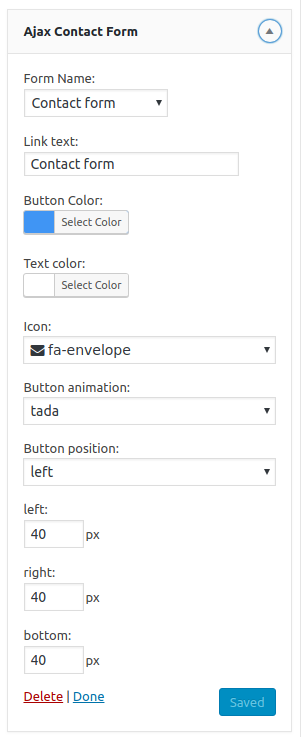 Ajax Contact Form
Form Name:
Contact form
Link text:
Contact form
Button Color:
Select Color
Text color:
Select Color
Icon:
fa-envelope
Button animation:
tada
Button position:
left
left:
40 px
right:
40 px
bottom:
40 px
Delete | Done Saved